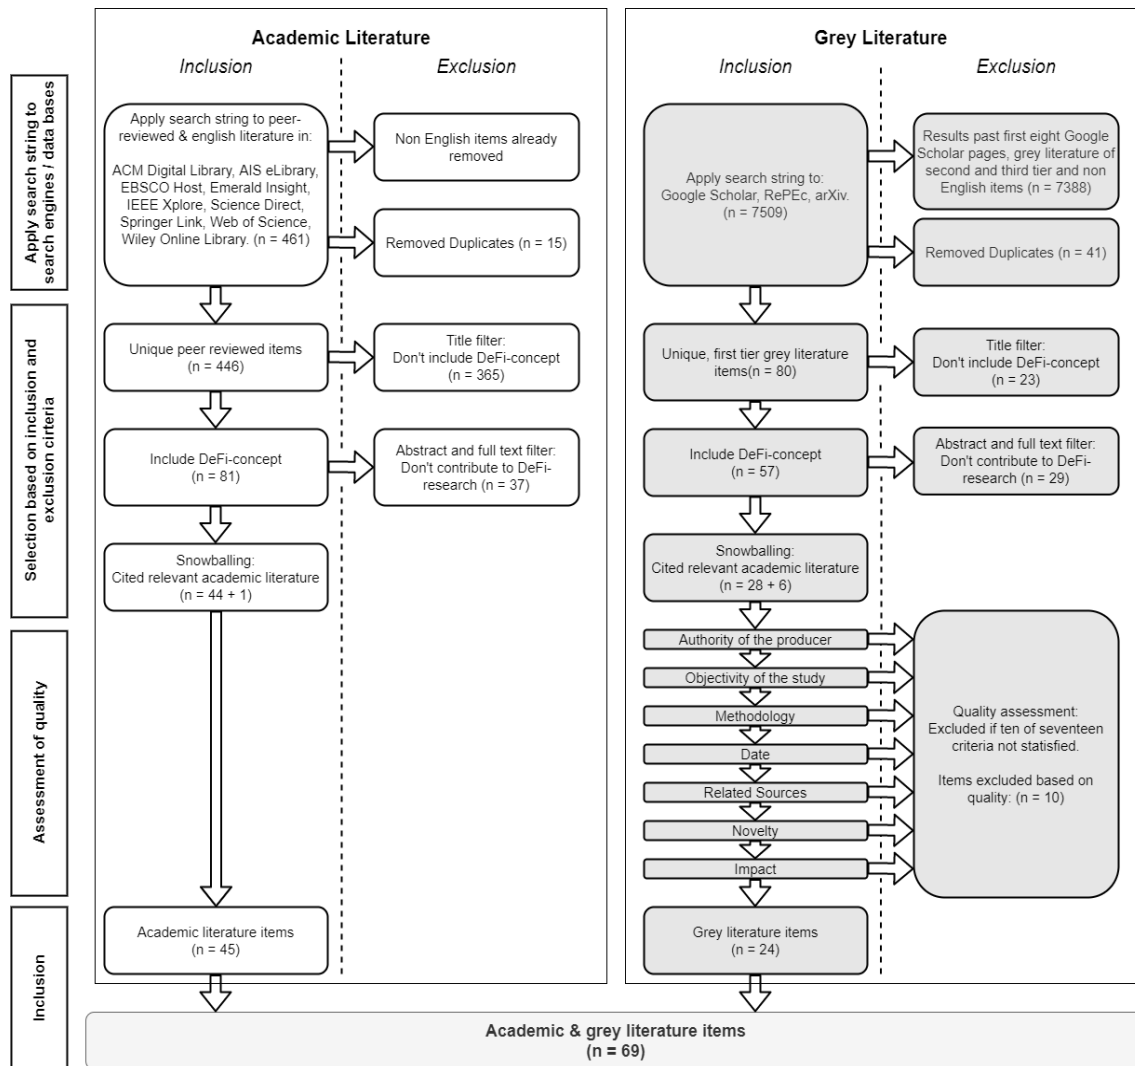 Academic Literature
Inclusion
Exclusion
Apply search string to
search engines / data bases
Apply search string to peer-
reviewed & english literature in:
ACM Digital Library, AIS eLibrary,
EBSCO Host, Emerald Insight,
IEEE Xplore, Science Direct,
Springer Link, Web of Science,
Wiley Online Library. (n = 461)
Non English items already
removed
Removed Duplicates (n = 15)
Selection based on inclusion and
exclusion cirteria
Unique peer reviewed items
(n = 446)
Title filter:
Don't include DeFi-concept
(n = 365)
Include DeFi-concept
(n = 81)
Abstract and full text filter:
Don't contribute to DeFi-
research (n = 37)
Snowballing:
Cited relevant academic literature
(n = 44 + 1)
Assessment of quality
Inclusion
Academic literature items
(n = 45)
Grey Literature
Inclusion
Exclusion
Apply search string to:
Google Scholar, RePEc, arXiv.
(n = 7509)
Results past first eight Google
Scholar pages, grey literature of
second and third tier and non
English items (n = 7388)
Removed Duplicates (n = 41)
Unique, first tier grey literature
items(n = 80)
Title filter:
Don't include DeFi-concept
(n = 23)
Include DeFi-concept
(n = 57)
Abstract and full text filter:
Don't contribute to DeFi-
research (n = 29)
Snowballing:
Cited relevant academic literature
(n = 28 + 6)
Authority of the producer
Objectivity of the study
Methodology
Date
Related Sources
Novelty
Impact
Quality assessment:
Excluded if ten of seventeen
criteria not statisfied.
Items excluded based on
quality: (n = 10)
Grey literature items
(n = 24)
Academic & grey literature items
(n = 69)